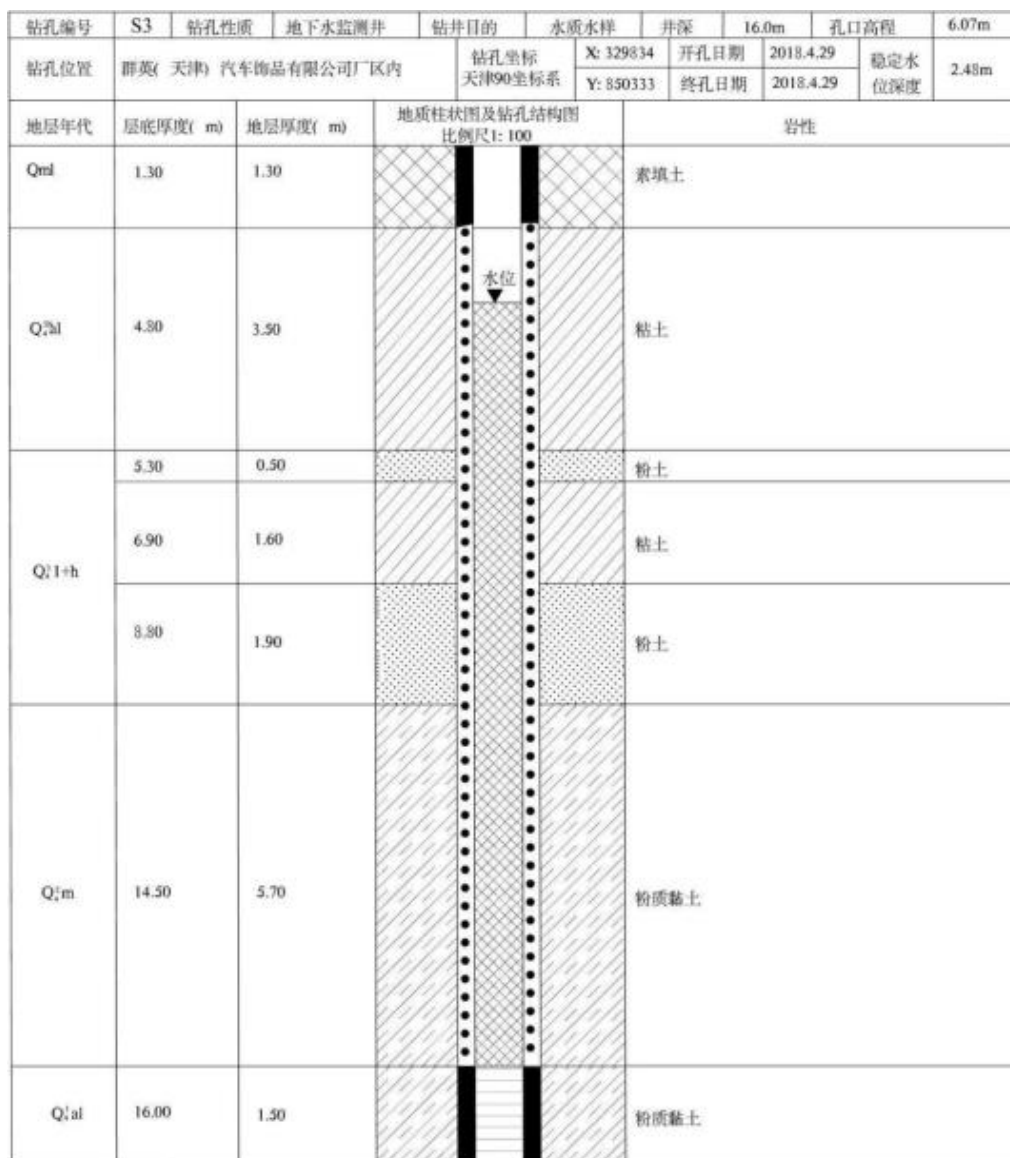 钻孔编号 S3 钻孔性质 地下水监测井 钻井目的 水质水样 井深 16.0m 孔口高程 6.07m
钻孔位置 群英( 天津) 汽车饰品有限公司厂区内 钻孔坐标 天津90坐标系 X: 329834 开孔日期 2018.4.29 稳定水位深度 2.48m
Y: 850333 终孔日期 2018.4.29
地层年代 层底厚度( m) 地层厚度( m) 地质柱状图及钻孔结构图 比例尺1: 100 岩性
Qml 1.30 1.30 素填土
水位
4.80 3.50 粘土
5.30 0.50 粉土
6.90 1.60 粘土
8.80 1.90 粉土
14.50 5.70 粉质黏土
16.00 1.50 粉质黏土